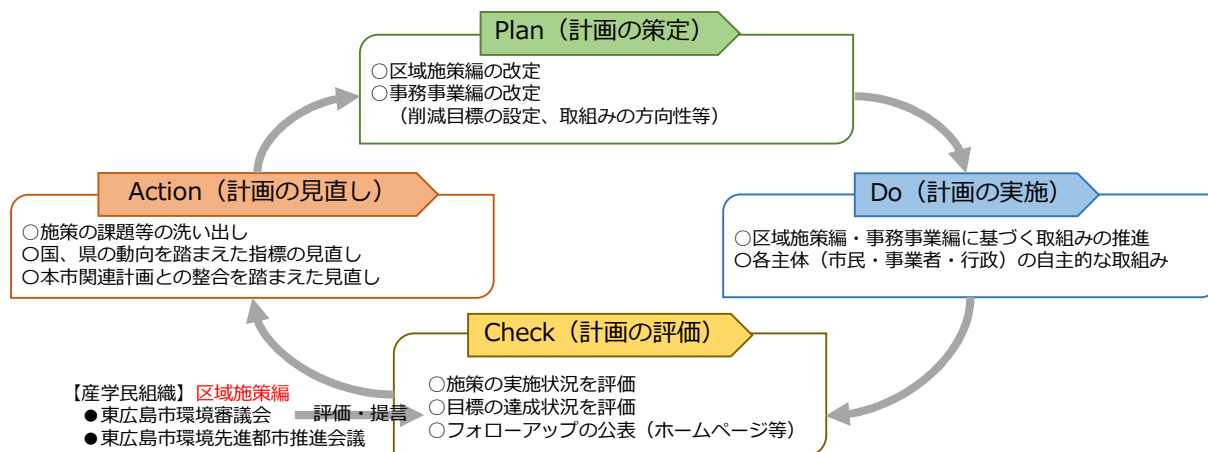 Plan（計画の策定）
○区域施策編の改定
○事務事業編の改定
（削減目標の設定、取組みの方向性等）
Action（計画の見直し）
○施策の課題等の洗い出し
○国、県の動向を踏まえた指標の見直し
○本市関連計画との整合を踏まえた見直し
Do（計画の実施）
○区域施策編・事務事業編に基づく取組みの推進
○各主体（市民・事業者・行政）の自主的な取組み
Check（計画の評価）
○施策の実施状況を評価
○目標の達成状況を評価
○フォローアップの公表（ホームページ等）
【産学民組織】区域施策編
●東広島市環境審議会
●東広島市環境先進都市推進会議
評価・提言